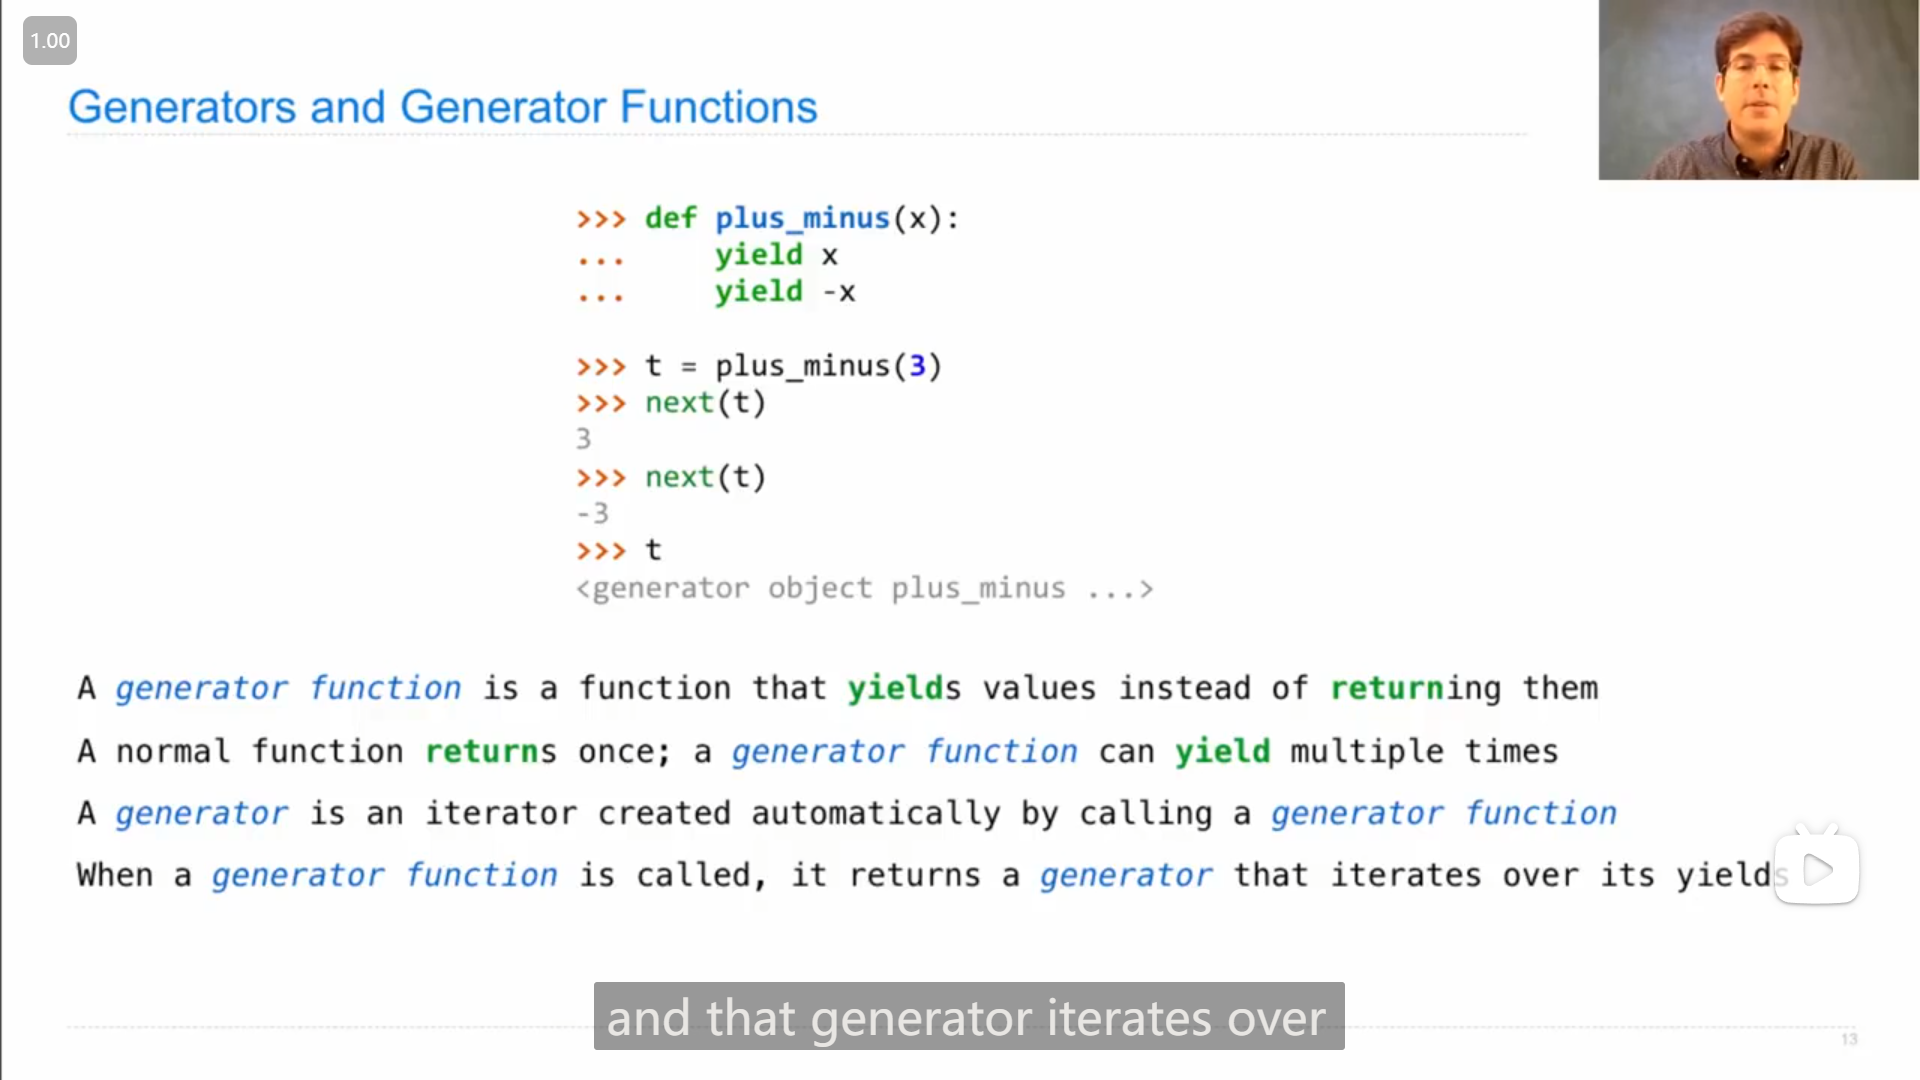 1.00
Generators and Generator Functions
>>> def plus_minus(x):
...     yield x
...     yield -x
>>> t = plus_minus(3)
>>> next(t)
3
>>> next(t)
-3
>>> t
<generator object plus_minus ...>
A generator function is a function that yields values instead of returning them
A normal function returns once; a generator function can yield multiple times
A generator is an iterator created automatically by calling a generator function
When a generator function is called, it returns a generator that iterates over its yields
and that generator iterates over
13